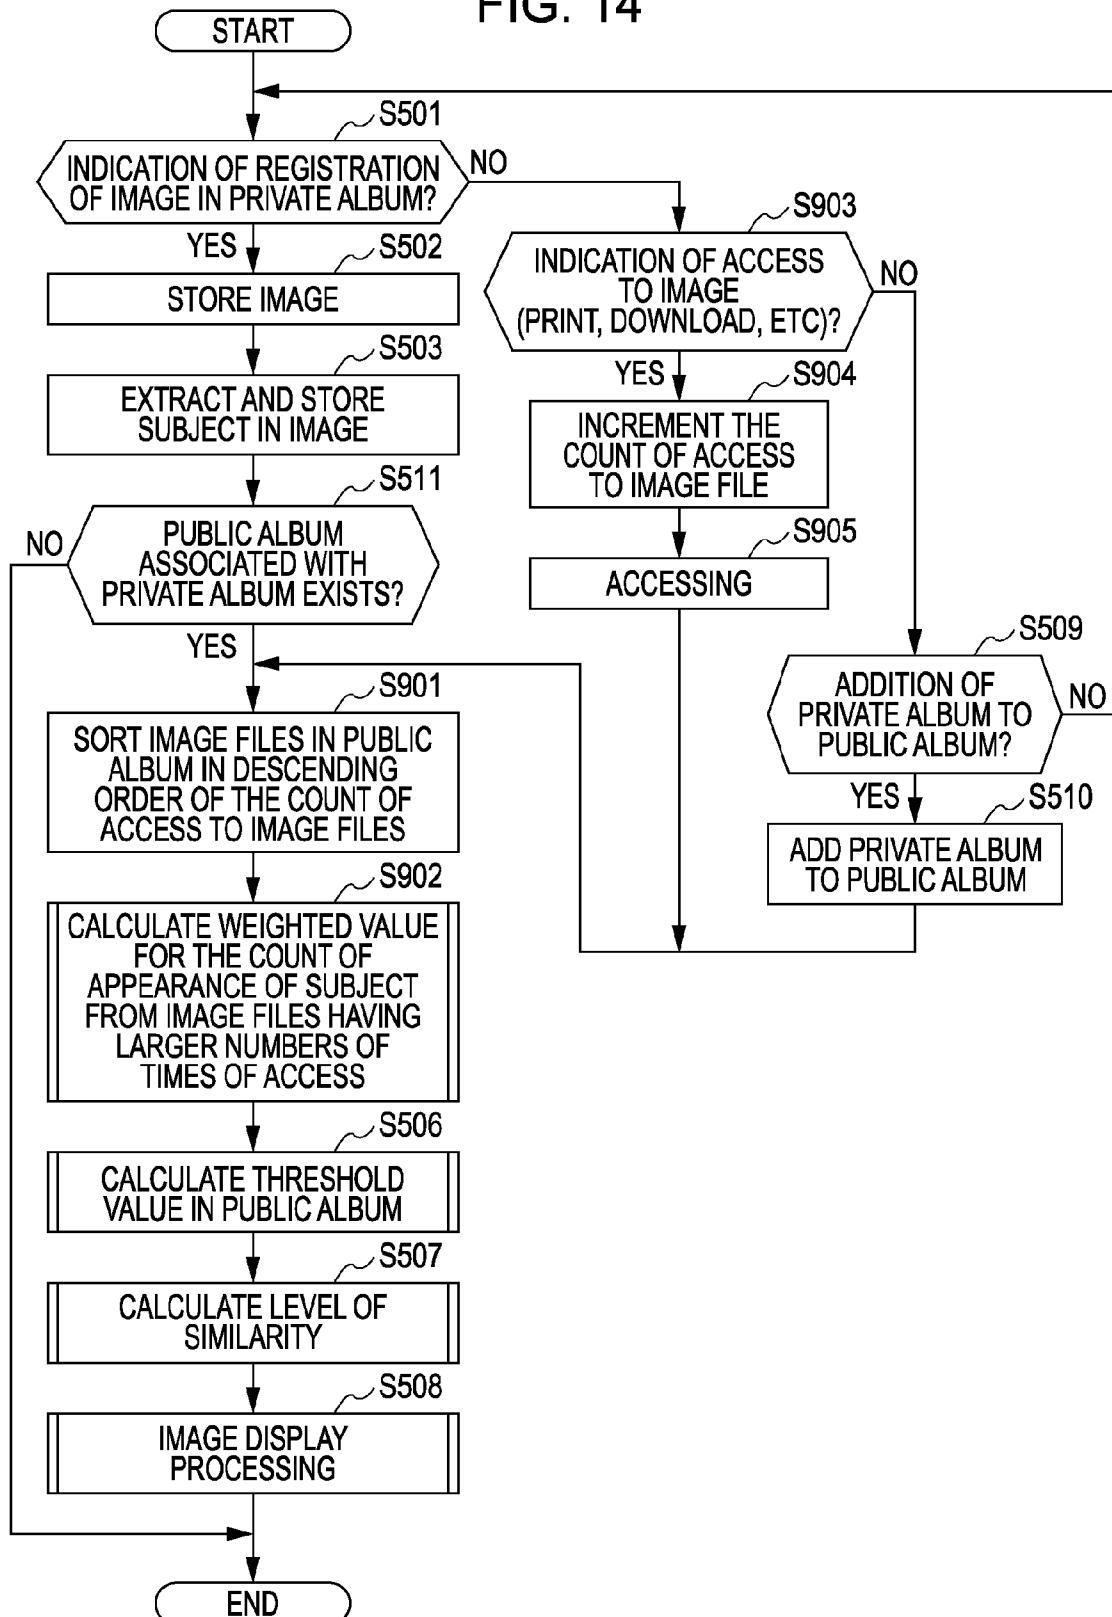 FIG. 14
START
S501
INDICATION OF REGISTRATION
OF IMAGE IN PRIVATE ALBUM?
NO
YES
S502
STORE IMAGE
S503
EXTRACT AND STORE
SUBJECT IN IMAGE
S511
NO
PUBLIC ALBUM
ASSOCIATED WITH
PRIVATE ALBUM EXISTS?
YES
S901
SORT IMAGE FILES IN PUBLIC
ALBUM IN DESCENDING
ORDER OF THE COUNT OF
ACCESS TO IMAGE FILES
S902
CALCULATE WEIGHTED VALUE
FOR THE COUNT OF
APPEARANCE OF SUBJECT
FROM IMAGE FILES HAVING
LARGER NUMBERS OF
TIMES OF ACCESS
S506
CALCULATE THRESHOLD
VALUE IN PUBLIC ALBUM
S507
CALCULATE LEVEL OF
SIMILARITY
S508
IMAGE DISPLAY
PROCESSING
END
S903
INDICATION OF ACCESS
TO IMAGE
(PRINT, DOWNLOAD, ETC)?
NO
YES
S904
INCREMENT THE
COUNT OF ACCESS
TO IMAGE FILE
S905
ACCESSING
S509
ADDITION OF
PRIVATE ALBUM TO
PUBLIC ALBUM?
NO
YES
S510
ADD PRIVATE ALBUM
TO PUBLIC ALBUM